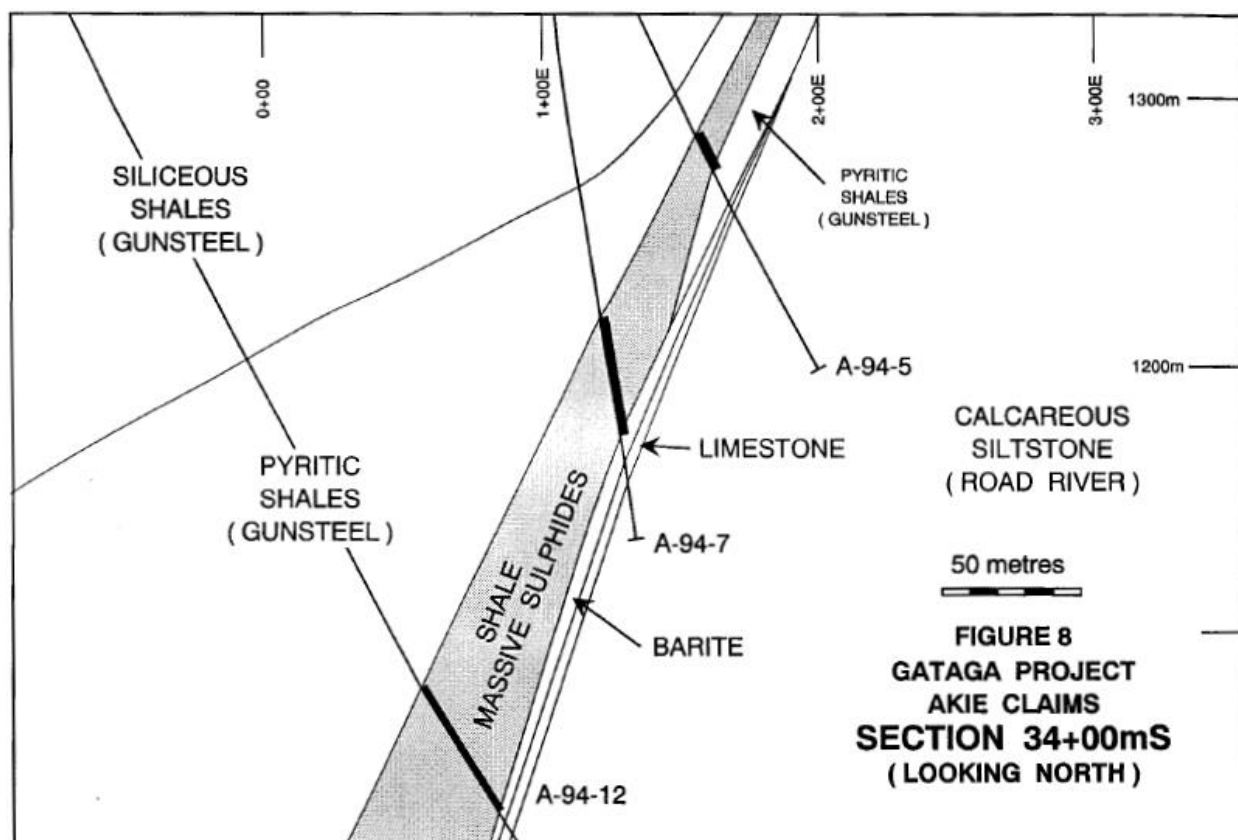 0+00
1+00E
2+00E
3+00E
1300m
SILICEOUS
SHALES
( GUNSTEEL )
PYRITIC
SHALES
( GUNSTEEL )
A-94-5
1200m
CALCAREOUS
SILTSTONE
( ROAD RIVER )
LIMESTONE
PYRITIC
SHALES
( GUNSTEEL )
A-94-7
SHALE
MASSIVE SULPHIDES
BARITE
A-94-12
50 metres
FIGURE 8
GATAGA PROJECT
AKIE CLAIMS
SECTION 34+00mS
( LOOKING NORTH )